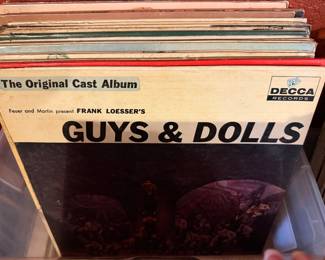 The Original Cast Album
DECCA
RECORDS
Feuer and Martin present FRANK LOESSER'S
GUYS & DOLLS